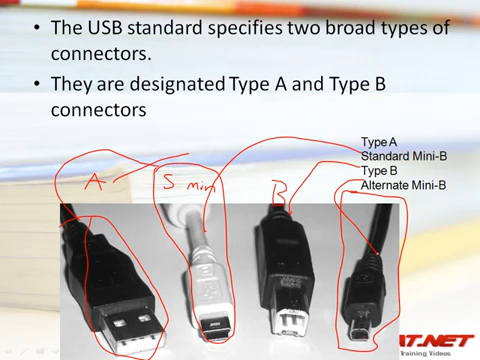 • The USB standard specifies two broad types of
connectors.
• They are designated Type A and Type B
connectors
Type A
Standard Mini-B
Type B
Alternate Mini-B
A
S min
B
AT.NET
Training Videos